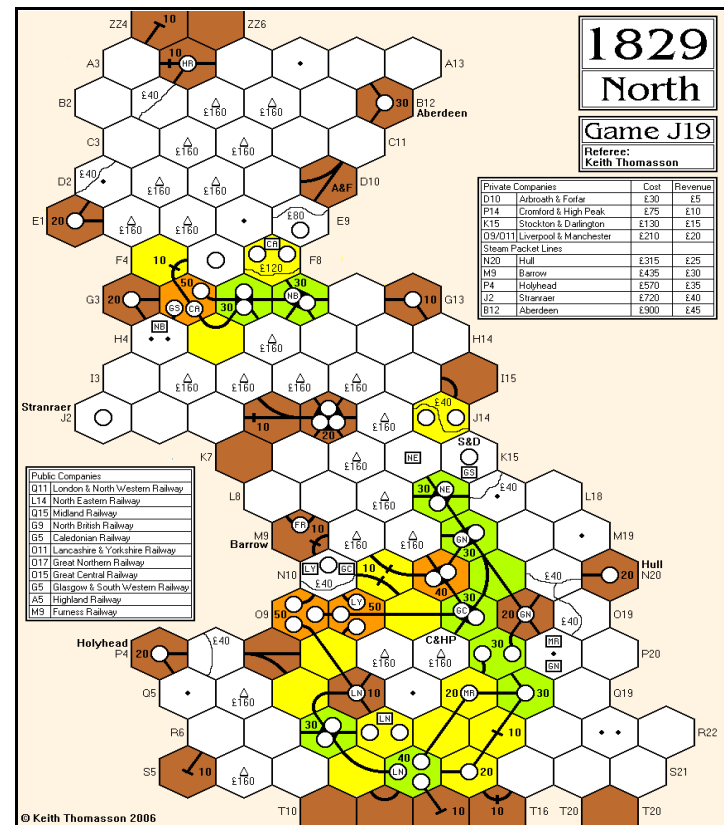 1829
North
Game J19
Referee:
Keith Thomasson
Private Companies Cost Revenue
D10 Arbroath & Forfar £30 £5
P14 Cromford & High Peak £75 £10
K15 Stockton & Darlington £130 £15
O9/O11 Liverpool & Manchester £210 £20
Steam Packet Lines
N20 Hull £315 £25
M9 Barrow £435 £30
P4 Holyhead £570 £35
J2 Stranraer £720 £40
B12 Aberdeen £900 £45
ZZ4 10 ZZ6
A3 10 HR A13
B2 £40 £160 £160 30 B12
Aberdeen
C3 £160 £160 C11
D2 £40 £160 £160 A&F D10
E1 20 £160 £160 £80 E9
F4 10 CA £120 F8
G3 20 50 GS CA 30 30 NB 10 G13
H4 NB £160 H14
I3 £160 £160 £160 £160 I15
Stranraer
J2 10 20 £160 £40 J14
K7 £160 NE S&D GS K15
L8 £160 30 NE £40 L18
M9 FR 10 £160 £160 GN 30 M19
Barrow
N10 LY GC £40 10 40 30 £40 20 N20
Hull
O9 50 LY 50 GC GN 20 £40 O19
Holyhead
P4 20 £40 £160 £160 C&HP 30 MR GN P20
Q5 £160 LN 10 20 MR 30 Q19
R6 30 LN 10 R22
S5 10 £160 LN 40 20 S21
T10 10 10 T16 T20 T20
Public Companies
Q11 London & North Western Railway
L14 North Eastern Railway
Q15 Midland Railway
G9 North British Railway
G5 Caledonian Railway
O11 Lancashire & Yorkshire Railway
O17 Great Northern Railway
O15 Great Central Railway
G5 Glasgow & South Western Railway
A5 Highland Railway
M9 Furness Railway
© Keith Thomasson 2006